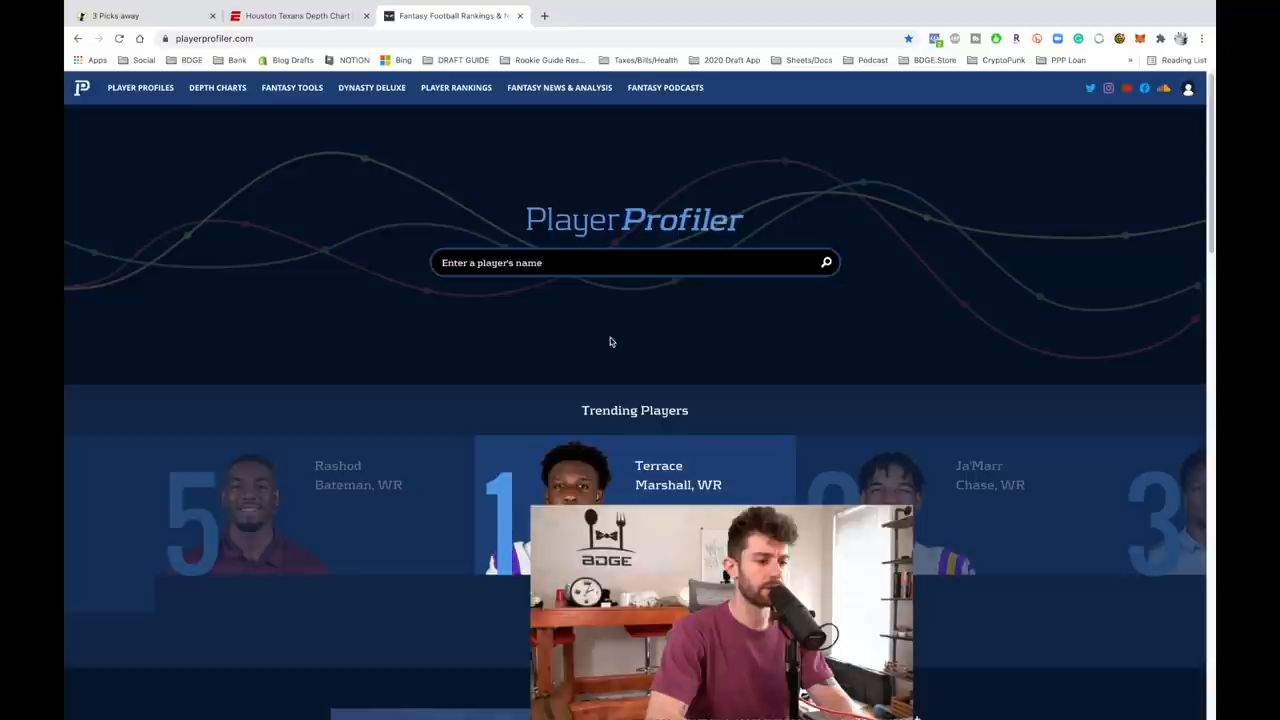 3 Picks away
Houston Texans Depth Chart
Fantasy Football Rankings & N
playerprofiler.com
Apps
Social
BDGE
Bank
Blog Drafts
NOTION
Bing
DRAFT GUIDE
Rookie Guide Res...
Taxes/Bills/Health
2020 Draft App
Sheets/Docs
Podcast
BDGE.Store
CryptoPunk
PPP Loan
»
Reading List
PLAYER PROFILES
DEPTH CHARTS
FANTASY TOOLS
DYNASTY DELUXE
PLAYER RANKINGS
FANTASY NEWS & ANALYSIS
FANTASY PODCASTS
PlayerProfiler
Enter a player's name
Trending Players
5
Rashod
Bateman, WR
1
Terrace
Marshall, WR
Ja'Marr
Chase, WR
3
BDGE